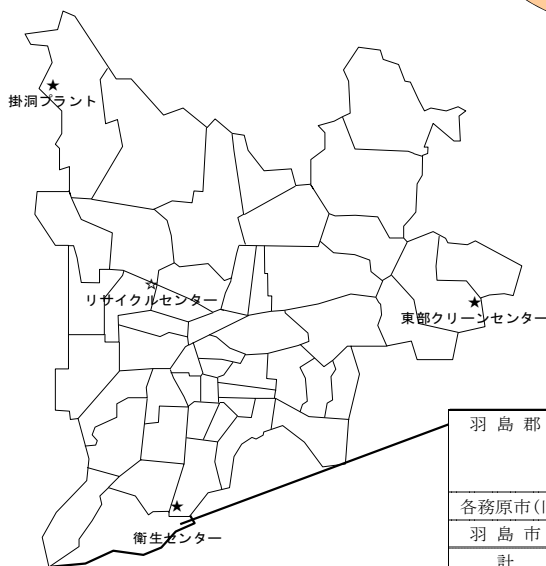 掛洞プラント
リサイクルセンター
東部クリーンセンター
衛生センター
羽島郡
各務原市(
羽島市
計